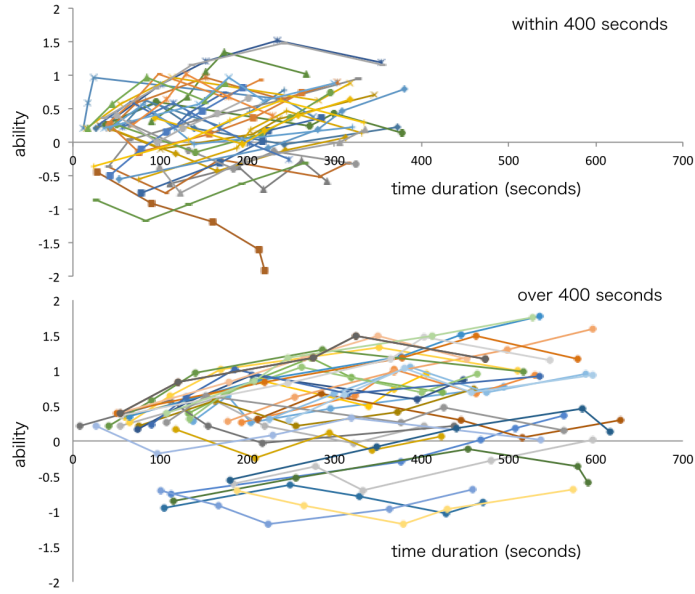 within 400 seconds
2
1.5
1
0.5
0
-0.5
-1
-1.5
-2
ability
0 100 200 300 400 500 600 700
time duration (seconds)
over 400 seconds
2
1.5
1
0.5
0
-0.5
-1
-1.5
-2
ability
0 100 200 300 400 500 600 700
time duration (seconds)